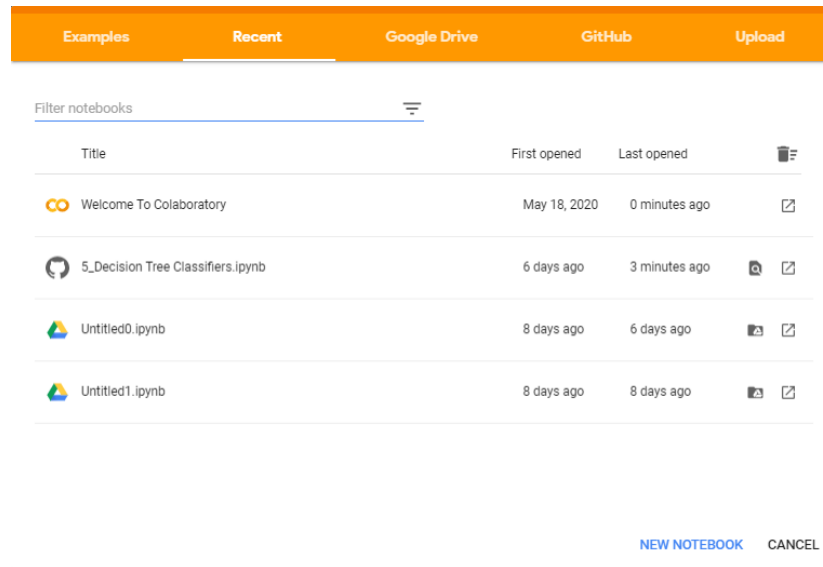 Examples Recent Google Drive GitHub Upload
Filter notebooks
Title First opened Last opened
Welcome To Colaboratory May 18, 2020 0 minutes ago
5_Decision Tree Classifiers.ipynb 6 days ago 3 minutes ago
Untitled0.ipynb 8 days ago 6 days ago
Untitled1.ipynb 8 days ago 8 days ago
NEW NOTEBOOK CANCEL